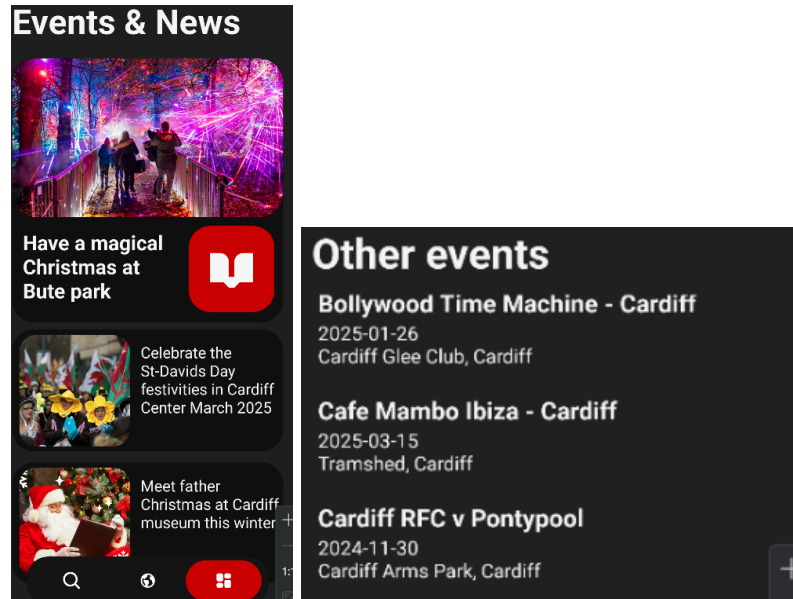 Events & News
Have a magical
Christmas at
Bute park
Celebrate the
St-Davids Day
festivities in Cardiff
Center March 2025
Meet father
Christmas at Cardiff
museum this winter
Other events
Bollywood Time Machine - Cardiff
2025-01-26
Cardiff Glee Club, Cardiff
Cafe Mambo Ibiza - Cardiff
2025-03-15
Tramshed, Cardiff
Cardiff RFC v Pontypool
2024-11-30
Cardiff Arms Park, Cardiff